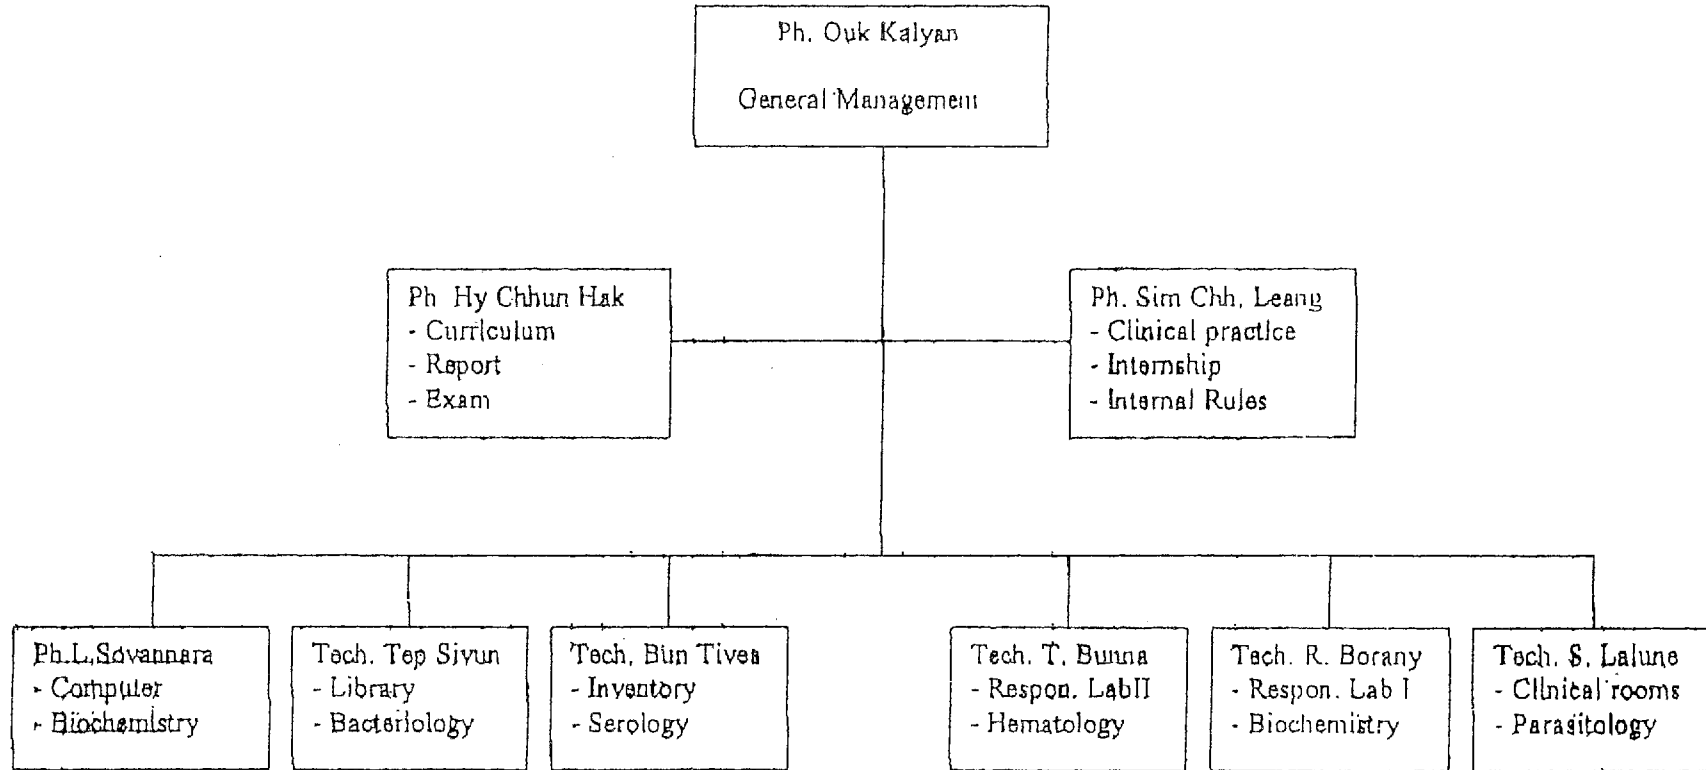 Ph. Ouk Kalyan
General Management
Ph Hy Chhun Hak
- Curriculum
- Report
- Exam
Ph. Sim Chh. Leang
- Clinical practice
- Internship
- Internal Rules
Ph.L.Sovannara
- Computer
- Biochemistry
Tech. Tep Sivun
- Library
- Bacteriology
Tech. Bun Tivea
- Inventory
- Serology
Tech. T. Bunna
- Respon. LabII
- Hematology
Tech. R. Borany
- Respon. Lab I
- Biochemistry
Tech. S. Lalune
- Clinical rooms
- Parasitology